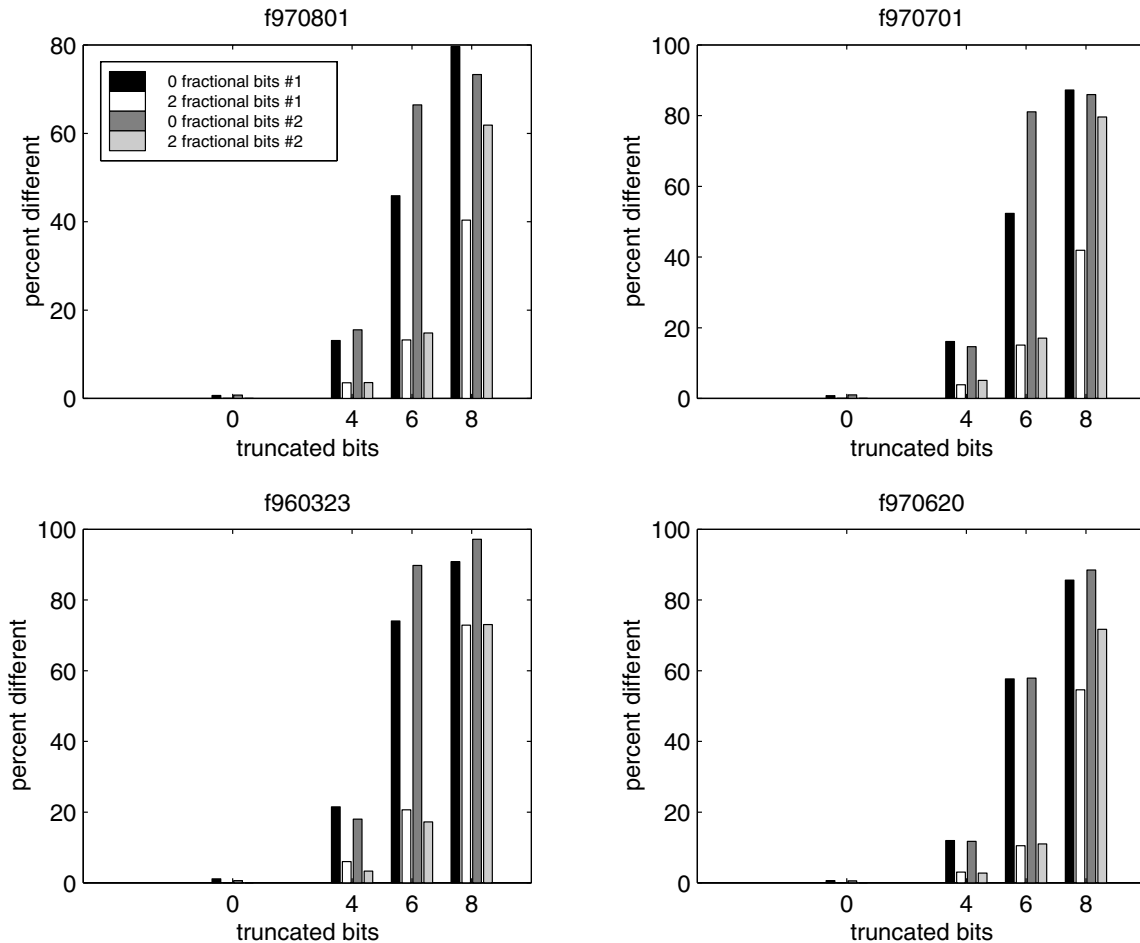 f970801
80
60
40
20
0
percent different
0 fractional bits #1
2 fractional bits #1
0 fractional bits #2
2 fractional bits #2
0 4 6 8
truncated bits
f970701
100
80
60
40
20
0
percent different
0 4 6 8
truncated bits
f960323
100
80
60
40
20
0
percent different
0 4 6 8
truncated bits
f970620
100
80
60
40
20
0
percent different
0 4 6 8
truncated bits